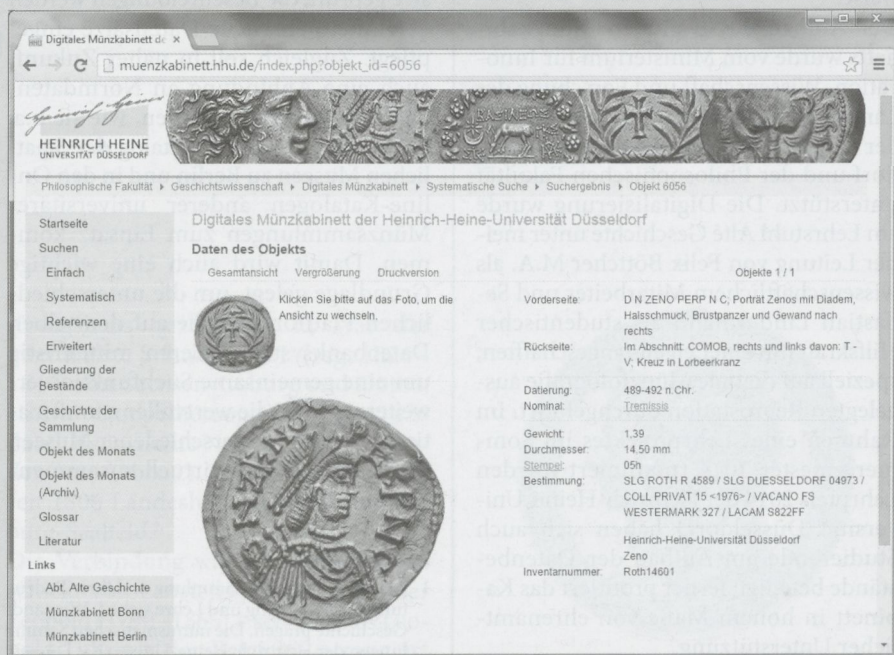 Digitales Münzkabinett de
muenzkabinett.hhu.de/index.php?objekt_id=6056
HEINRICH HEINE
UNIVERSITÄT DÜSSELDORF
Philosophische Fakultät ▸ Geschichtswissenschaft ▸ Digitales Münzkabinett ▸ Systematische Suche ▸ Suchergebnis ▸ Objekt 6056
Startseite
Suchen
Einfach
Systematisch
Referenzen
Erweitert
Gliederung der
Bestände
Geschichte der
Sammlung
Objekt des Monats
Objekt des Monats
(Archiv)
Glossar
Literatur
Links
Abt. Alte Geschichte
Münzkabinett Bonn
Münzkabinett Berlin
Digitales Münzkabinett der Heinrich-Heine-Universität Düsseldorf
Daten des Objekts
Gesamtansicht Vergrößerung Druckversion
Klicken Sie bitte auf das Foto, um die
Ansicht zu wechseln.
Objekte 1 / 1
Vorderseite: D N ZENO PERP N C; Porträt Zenos mit Diadem,
Halsschmuck, Brustpanzer und Gewand nach
rechts
Rückseite: Im Abschnitt: COMOB, rechts und links davon: T -
V; Kreuz in Lorbeerkranz
Datierung: 489-492 n.Chr.
Nominal: Tremissis
Gewicht: 1,39
Durchmesser: 14,50 mm
Stempel: 05h
Bestimmung: SLG ROTH R 4589 / SLG DUESSELDORF 04973 /
COLL PRIVAT 15 <1976> / VACANO FS
WESTERMARK 327 / LACAM S822FF
Heinrich-Heine-Universität Düsseldorf
Zeno
Inventarnummer: Roth14601